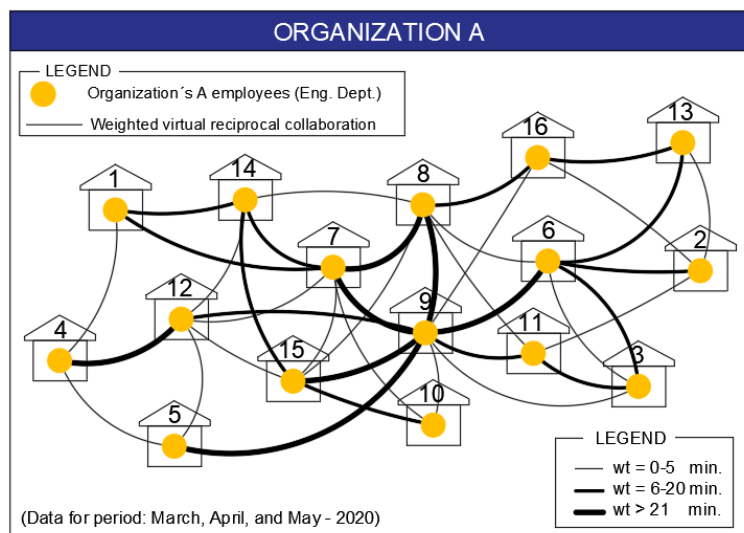 ORGANIZATION A
LEGEND
Organization´s A employees (Eng. Dept.)
Weighted virtual reciprocal collaboration
13
16
14
8
1
7
6
2
12
9
4
11
15
3
10
5
LEGEND
wt = 0-5 min.
wt = 6-20 min.
wt > 21 min.
(Data for period: March, April, and May - 2020)